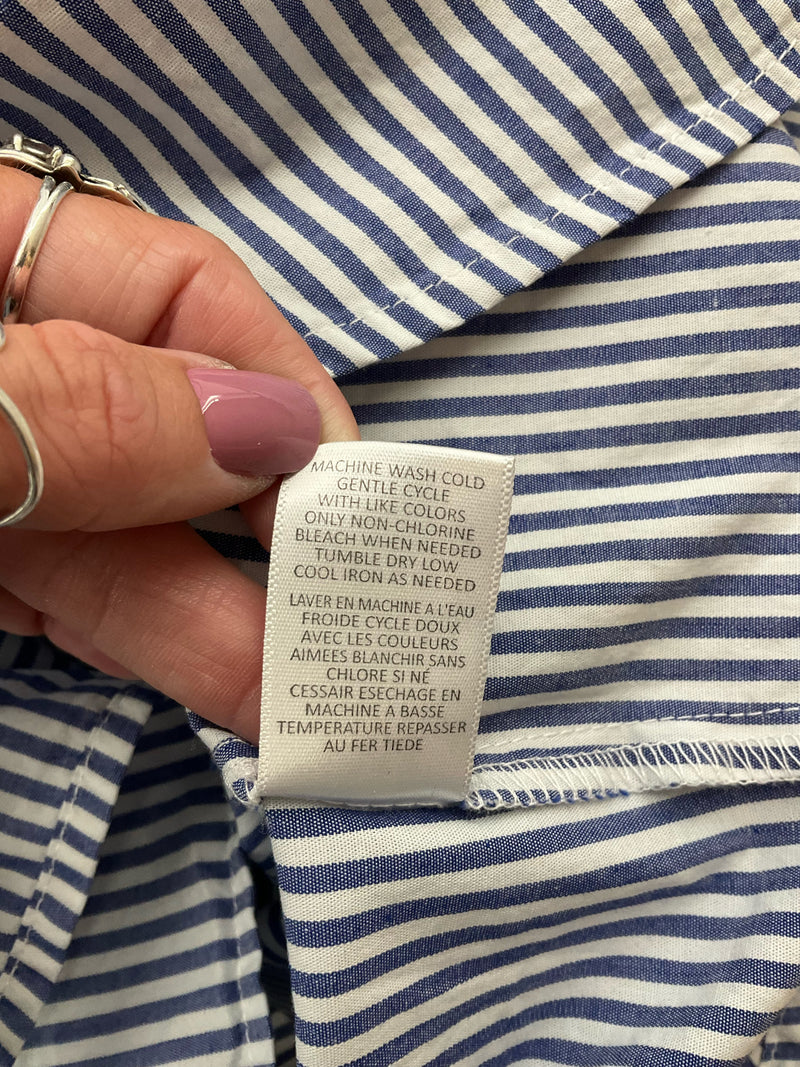 MACHINE WASH COLD
GENTLE CYCLE
WITH LIKE COLORS
ONLY NON-CHLORINE
BLEACH WHEN NEEDED
TUMBLE DRY LOW
COOL IRON AS NEEDED
LAVER EN MACHINE A L'EAU
FROIDE CYCLE DOUX
AVEC LES COULEURS
AIMEES BLANCHIR SANS
CHLORE SI NÉ
CESSAIR ESECHAGE EN
MACHINE A BASSE
TEMPERATURE REPASSER
AU FER TIEDE